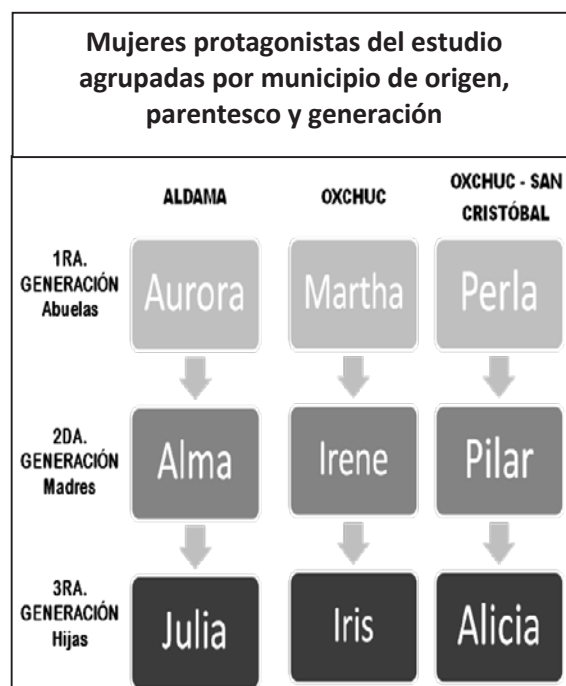 Mujeres protagonistas del estudio
agrupadas por municipio de origen,
parentesco y generación
ALDAMA
OXCHUC
OXCHUC - SAN
CRISTÓBAL
1RA.
GENERACIÓN
Abuelas
Aurora
Martha
Perla
2DA.
GENERACIÓN
Madres
Alma
Irene
Pilar
3RA.
GENERACIÓN
Hijas
Julia
Iris
Alicia